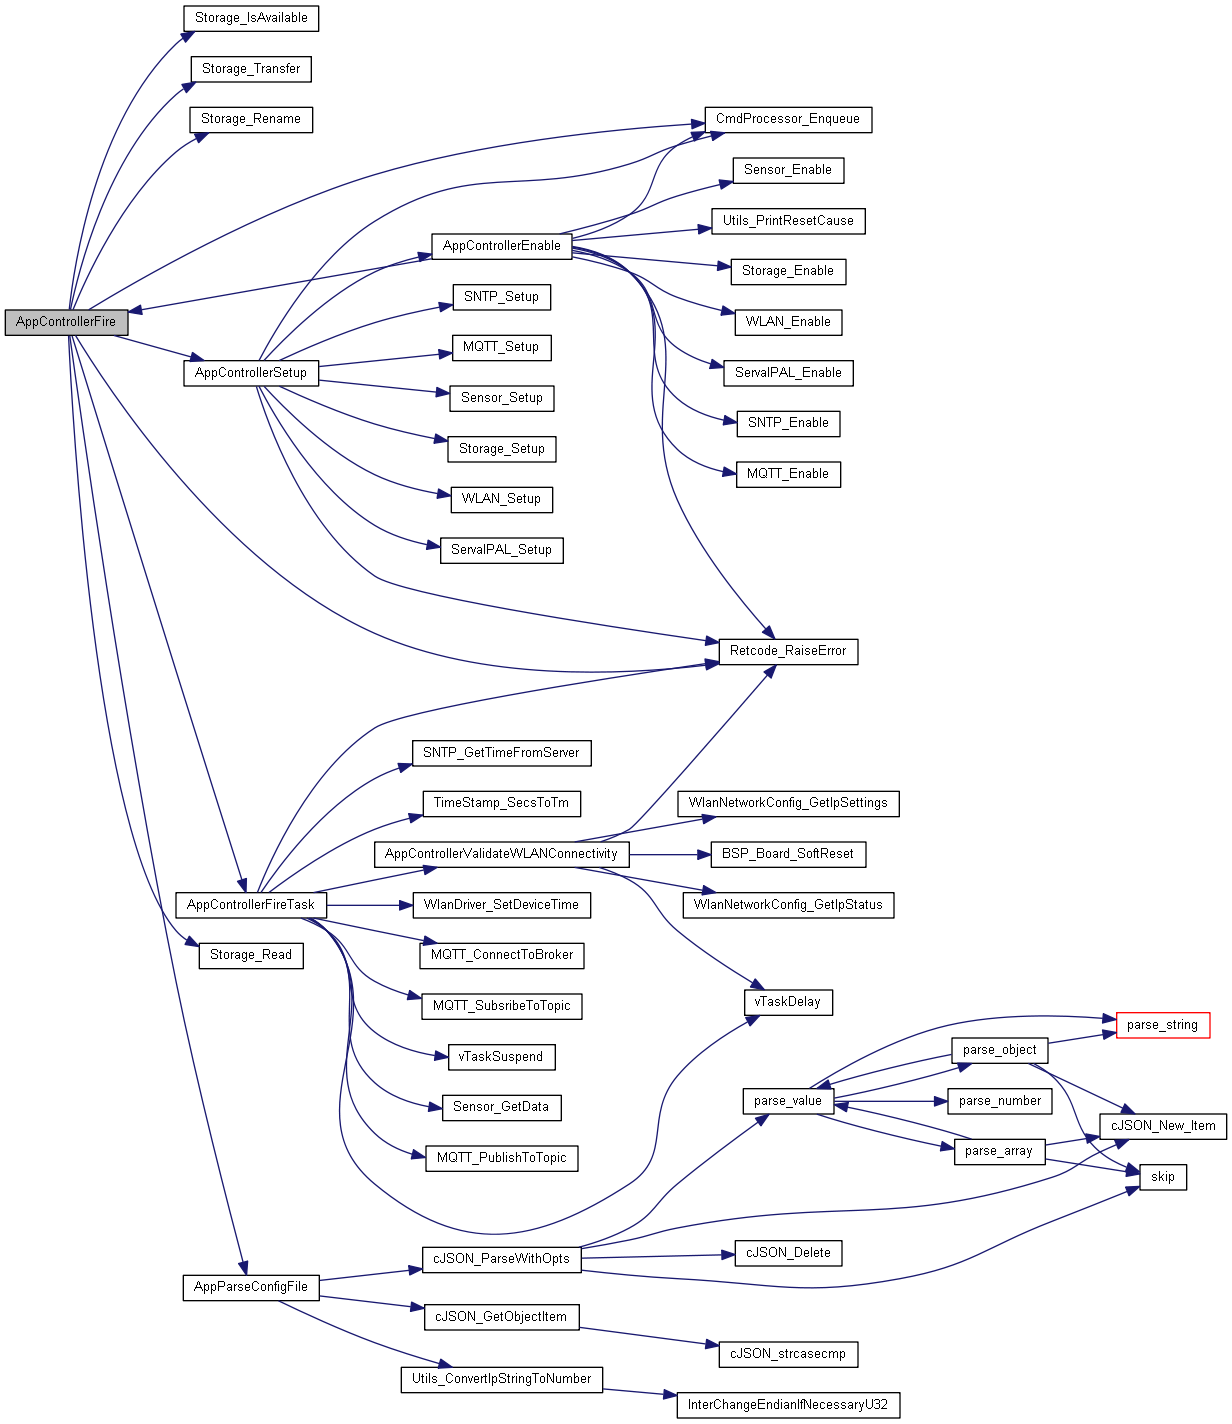 Storage_IsAvailable
Storage_Transfer
Storage_Rename
CmdProcessor_Enqueue
Sensor_Enable
Utils_PrintResetCause
AppControllerEnable
Storage_Enable
SNTP_Setup
AppControllerFire
WLAN_Enable
MQTT_Setup
AppControllerSetup
ServalPAL_Enable
Sensor_Setup
SNTP_Enable
Storage_Setup
MQTT_Enable
WLAN_Setup
ServalPAL_Setup
Retcode_RaiseError
SNTP_GetTimeFromServer
TimeStamp_SecsToTm
WlanNetworkConfig_GetIpSettings
AppControllerValidateWLANConnectivity
BSP_Board_SoftReset
AppControllerFireTask
WlanDriver_SetDeviceTime
WlanNetworkConfig_GetIpStatus
Storage_Read
MQTT_ConnectToBroker
MQTT_SubsribeToTopic
vTaskDelay
parse_string
vTaskSuspend
parse_object
Sensor_GetData
parse_value
parse_number
cJSON_New_Item
MQTT_PublishToTopic
parse_array
skip
cJSON_ParseWithOpts
cJSON_Delete
AppParseConfigFile
cJSON_GetObjectItem
cJSON_strcasecmp
Utils_ConvertIpStringToNumber
InterChangeEndianIfNecessaryU32